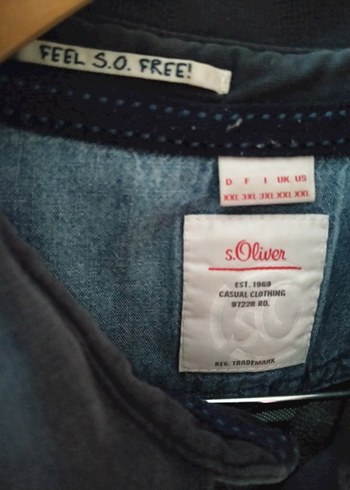 FEEL S.O. FREE!
D F I UK US
XXL 3XL 3XL XXL XXL
s.Oliver
EST. 1969
CASUAL CLOTHING
97228 RO.
REG. TRADEMARK